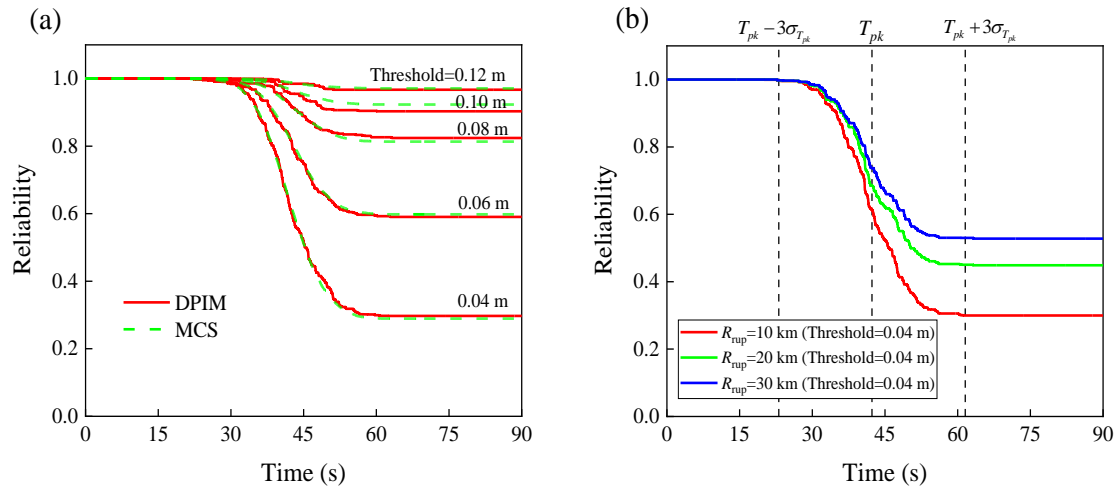 (a)
Reliability
1.0
0.8
0.6
0.4
0.2
0.0
Threshold=0.12 m
0.10 m
0.08 m
0.06 m
0.04 m
DPIM
MCS
0 15 30 45 60 75 90
Time (s)
(b)
T_pk − 3σ_T_pk T_pk T_pk + 3σ_T_pk
Reliability
1.0
0.8
0.6
0.4
0.2
0.0
R_rup=10 km (Threshold=0.04 m)
R_rup=20 km (Threshold=0.04 m)
R_rup=30 km (Threshold=0.04 m)
0 15 30 45 60 75 90
Time (s)